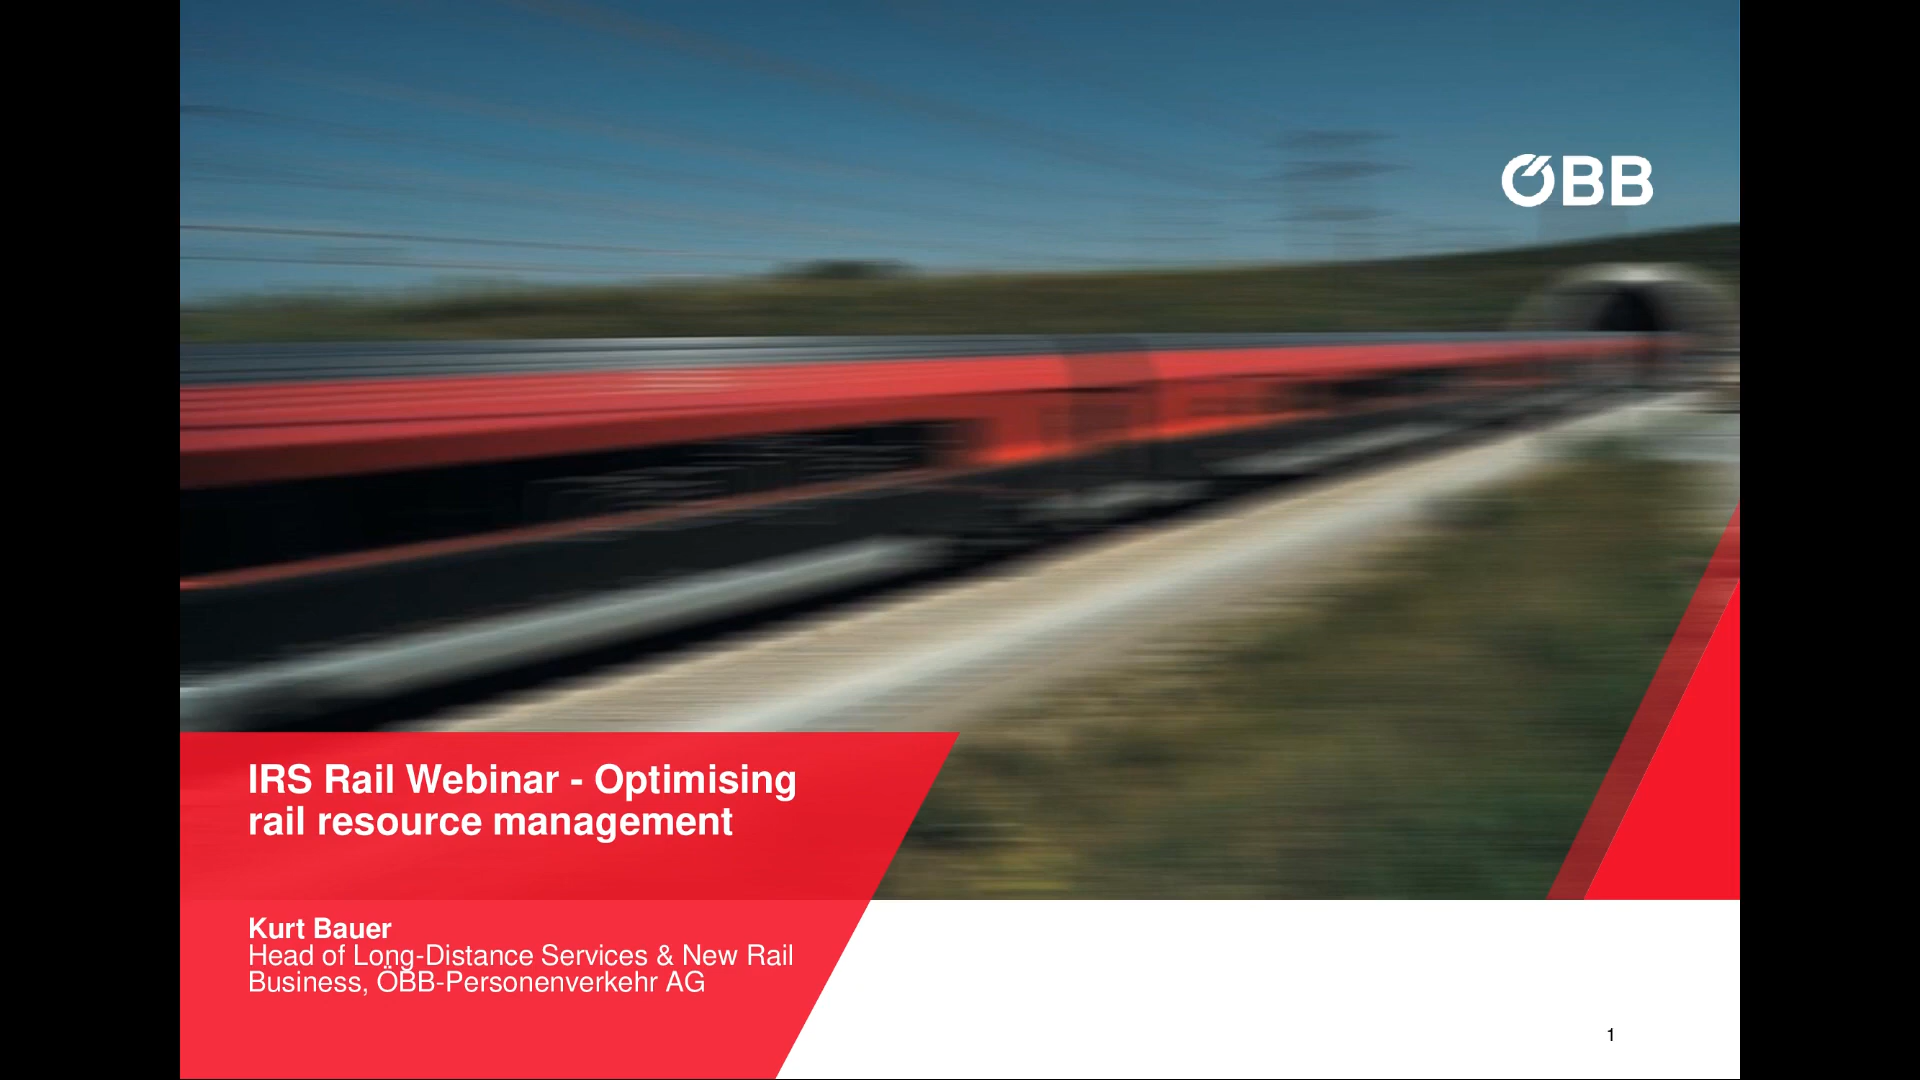 ÖBB
IRS Rail Webinar - Optimising
rail resource management
Kurt Bauer
Head of Long-Distance Services & New Rail
Business, ÖBB-Personenverkehr AG
1